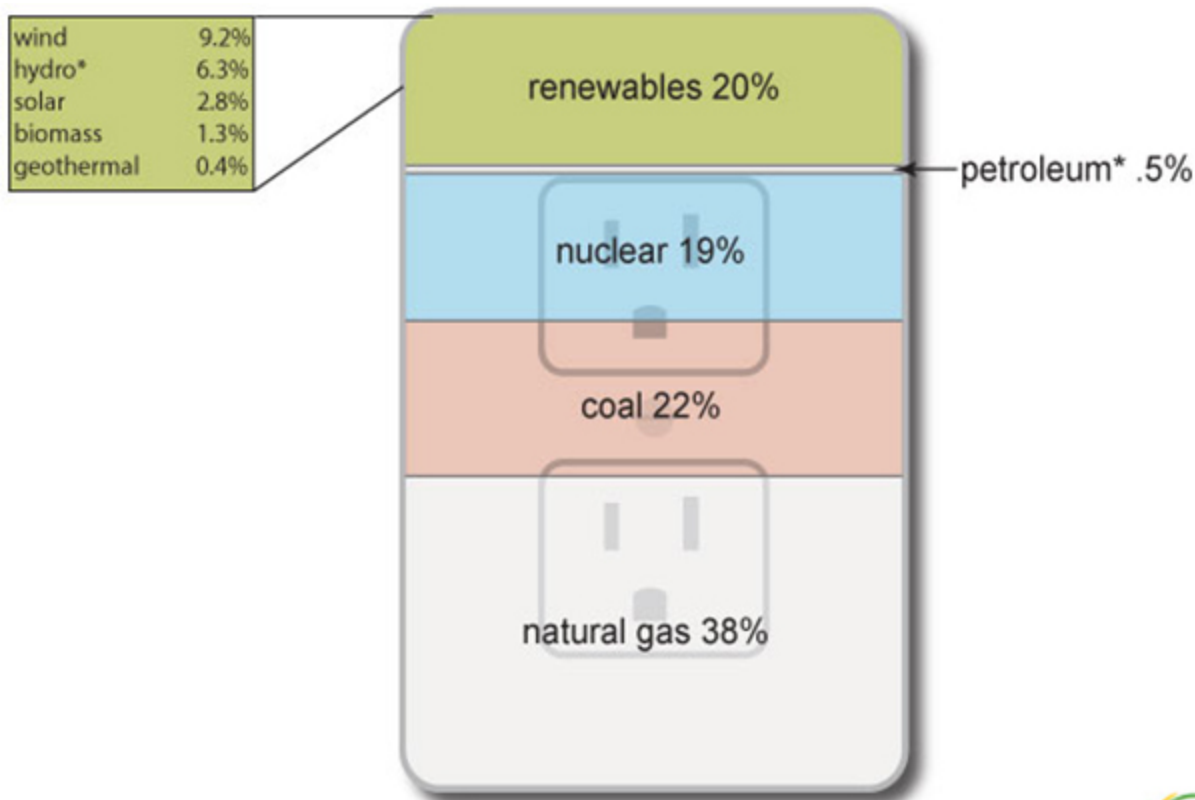 wind 9.2%
hydro* 6.3%
solar 2.8%
biomass 1.3%
geothermal 0.4%
renewables 20%
petroleum* .5%
nuclear 19%
coal 22%
natural gas 38%